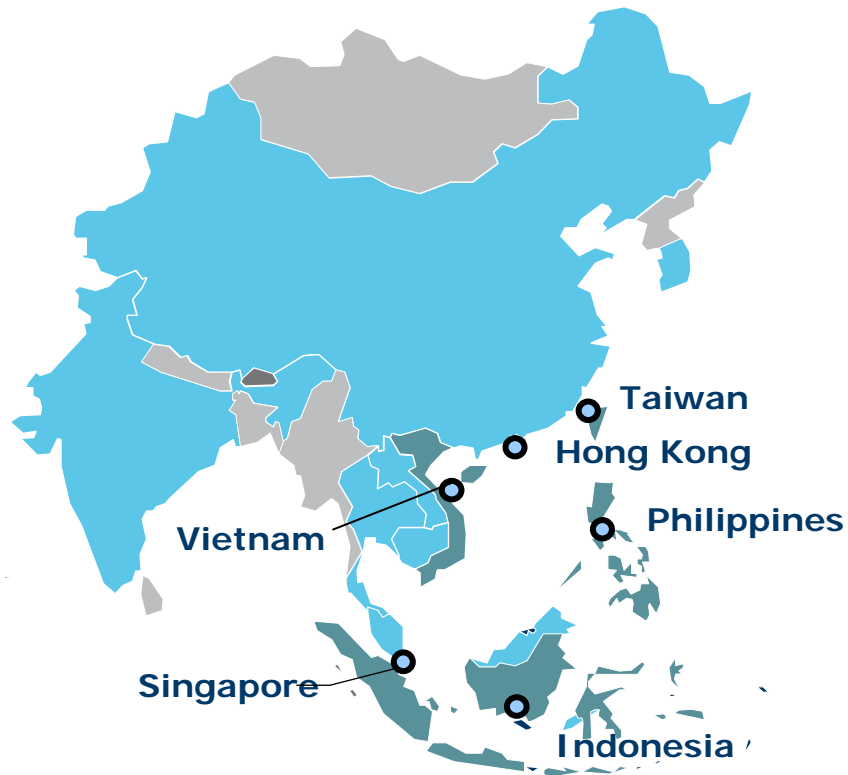 Taiwan
Hong Kong
Philippines
Vietnam
Singapore
Indonesia